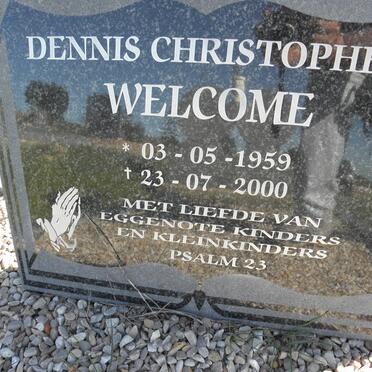 DENNIS CHRISTOPHE
WELCOME
* 03 - 05 - 1959
† 23 - 07 - 2000
MET LIEFDE VAN
EGGENOTE KINDERS
EN KLEINKINDERS
PSALM 23